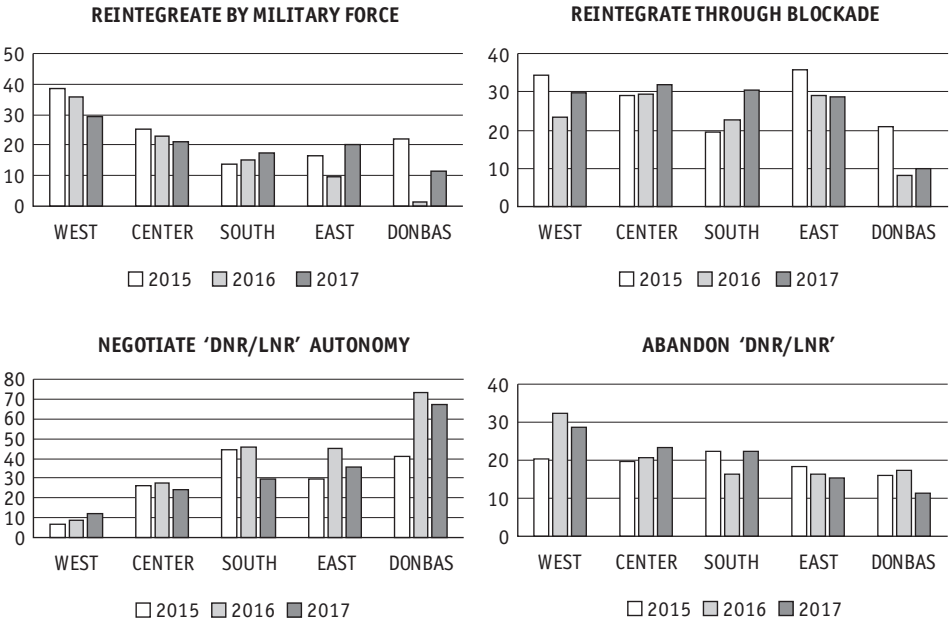 REINTEGREATE BY MILITARY FORCE
50
40
30
20
10
0
WEST CENTER SOUTH EAST DONBAS
2015 2016 2017
REINTEGRATE THROUGH BLOCKADE
40
30
20
10
0
WEST CENTER SOUTH EAST DONBAS
2015 2016 2017
NEGOTIATE 'DNR/LNR' AUTONOMY
80
70
60
50
40
30
20
10
0
WEST CENTER SOUTH EAST DONBAS
2015 2016 2017
ABANDON 'DNR/LNR'
40
30
20
10
0
WEST CENTER SOUTH EAST DONBAS
2015 2016 2017